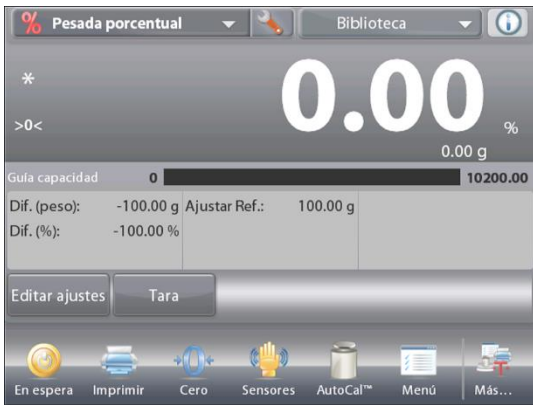 % Pesada porcentual Biblioteca
*
0.00 %
>0<
0.00 g
Guía capacidad 0 10200.00
Dif. (peso): -100.00 g Ajustar Ref.: 100.00 g
Dif. (%): -100.00 %
Editar ajustes Tara
En espera Imprimir Cero Sensores AutoCal™ Menú Más...